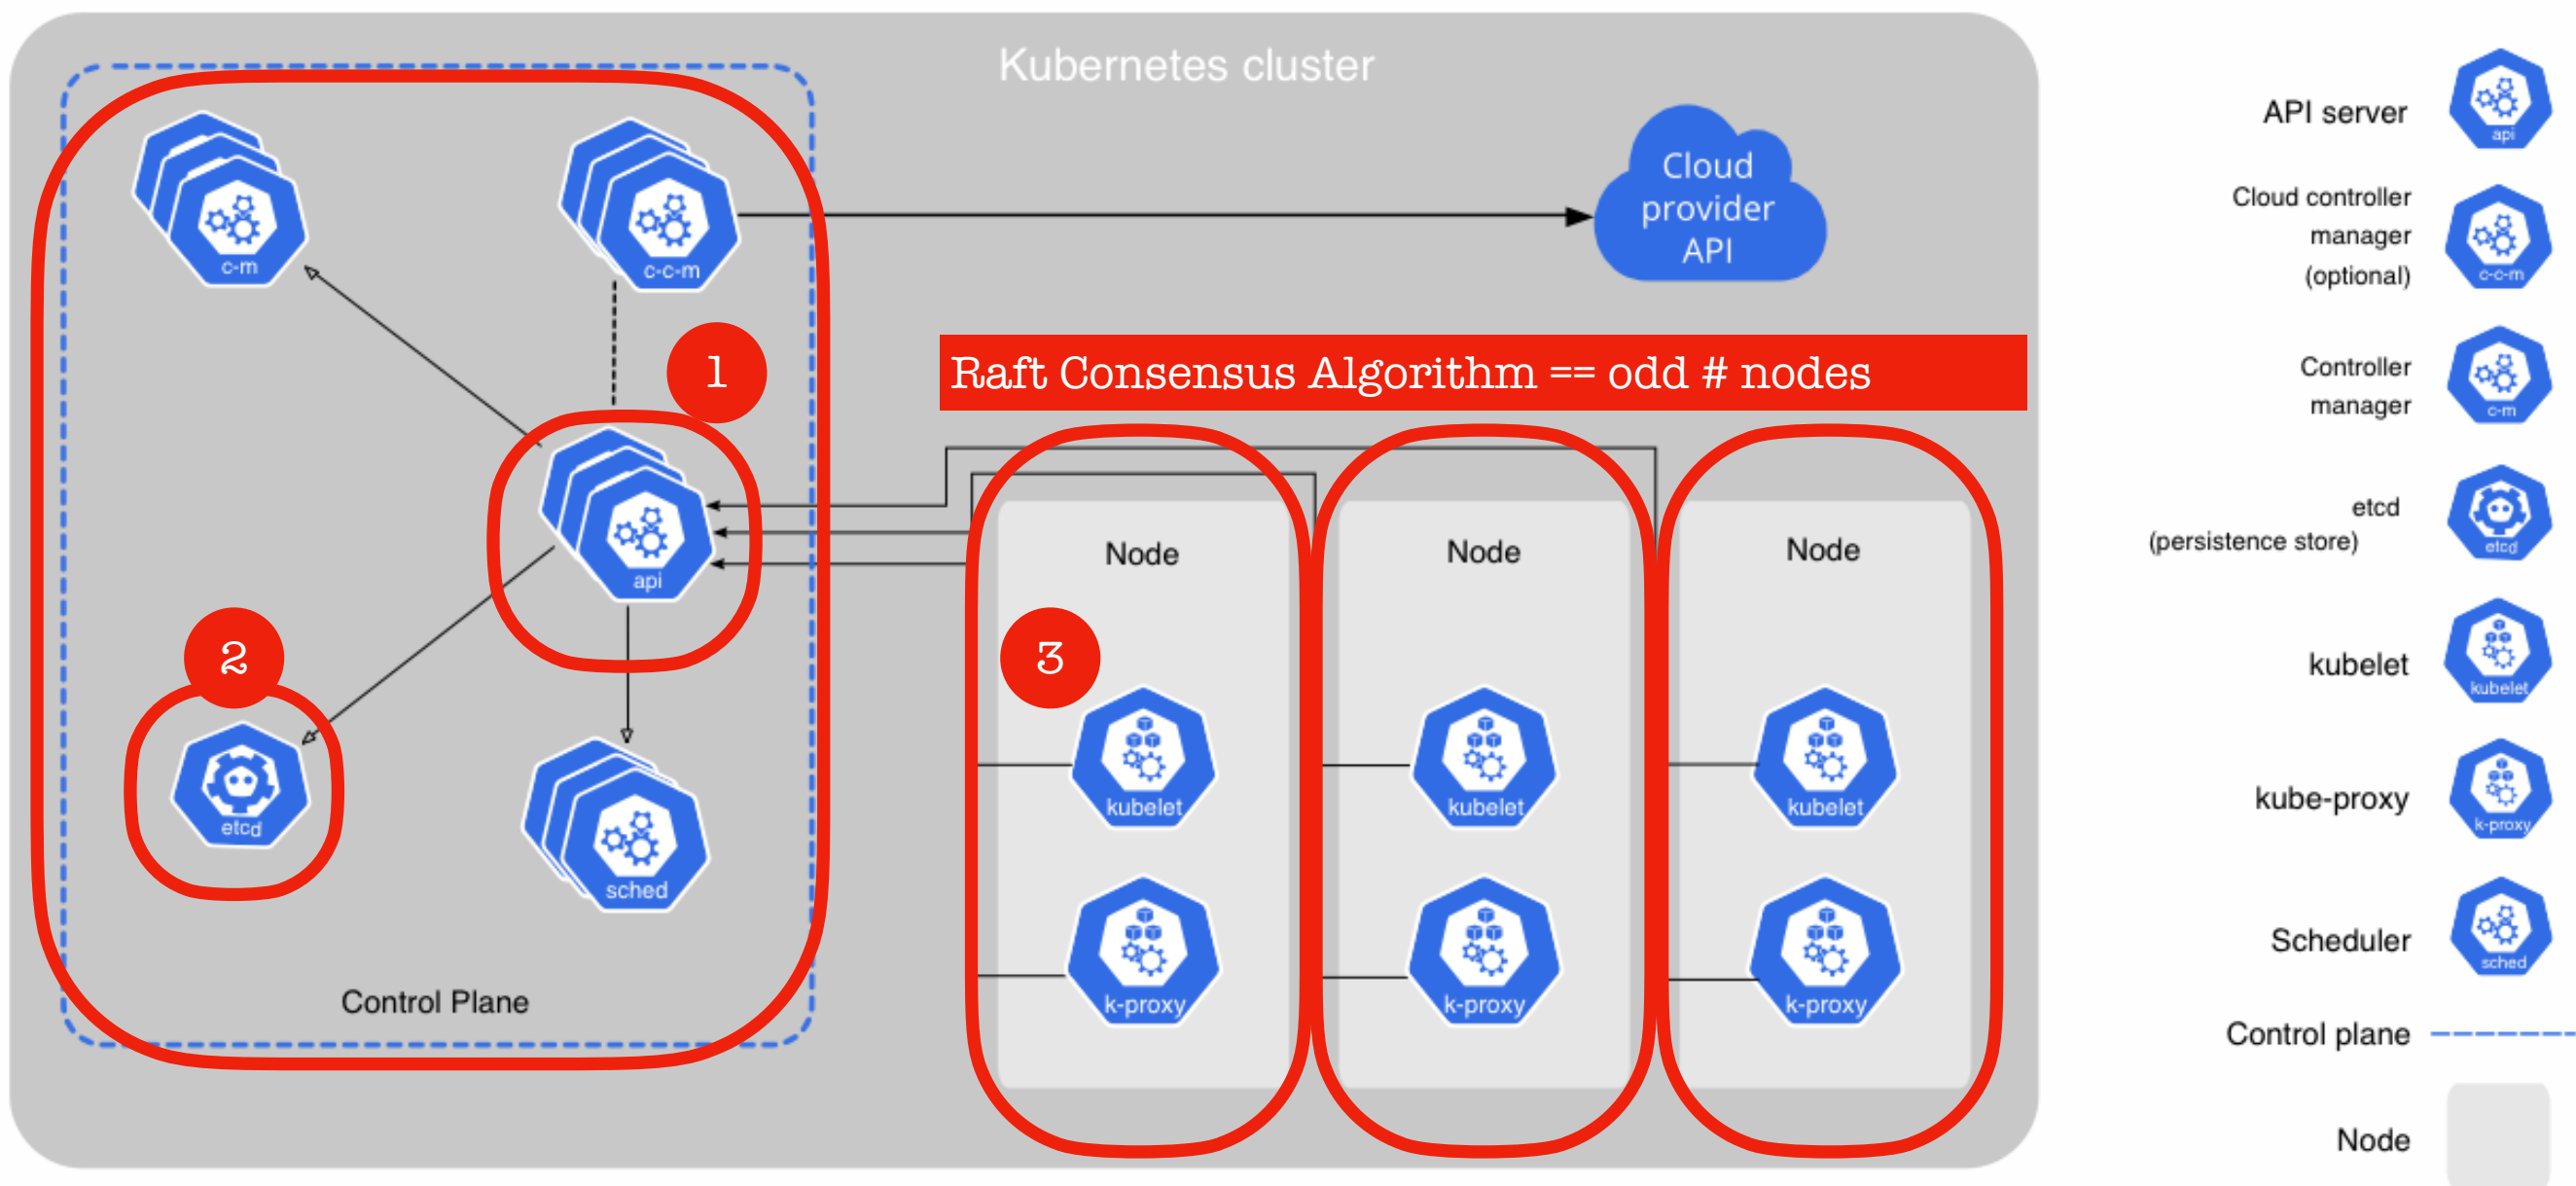 Kubernetes cluster
c-m
c-c-m
Cloud
provider
API
1
Raft Consensus Algorithm == odd # nodes
api
2
etcd
sched
Control Plane
Node
Node
Node
3
kubelet
kubelet
kubelet
k-proxy
k-proxy
k-proxy
API server
api
Cloud controller
manager
(optional)
c-c-m
Controller
manager
c-m
etcd
(persistence store)
etcd
kubelet
kubelet
kube-proxy
k-proxy
Scheduler
sched
Control plane
Node